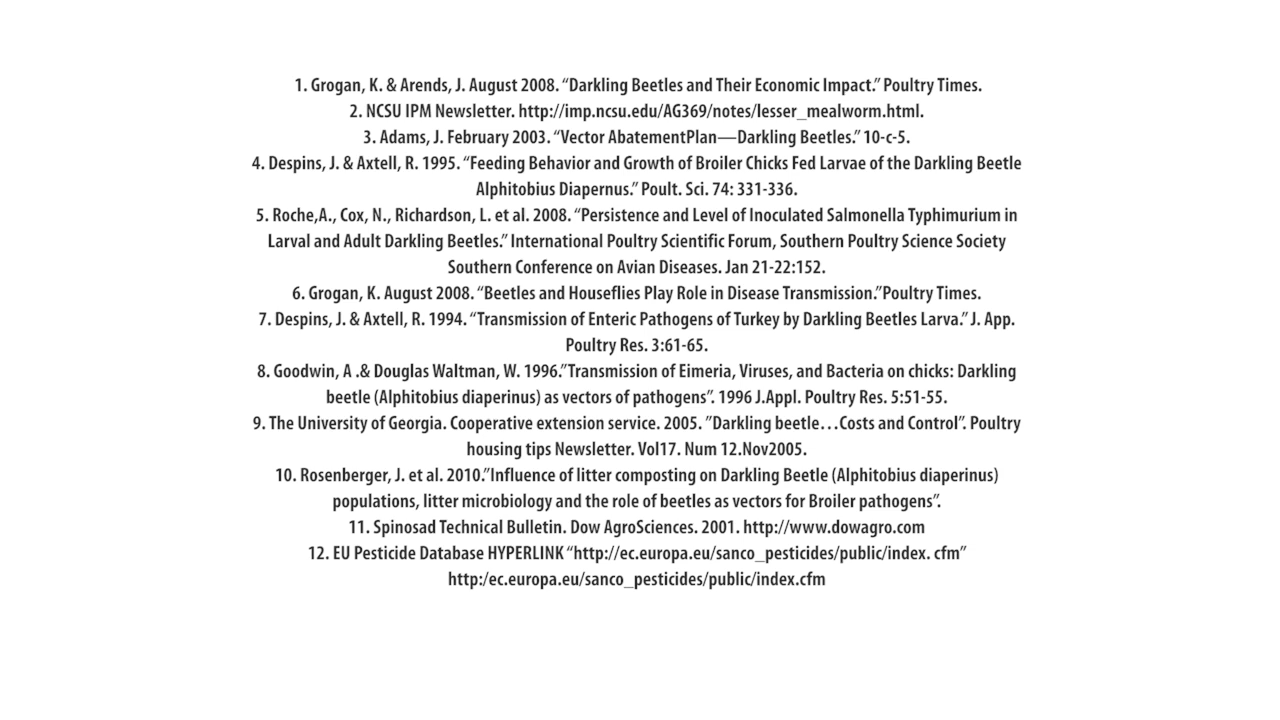 1. Grogan, K. & Arends, J. August 2008. “Darkling Beetles and Their Economic Impact.” Poultry Times.
2. NCSU IPM Newsletter. http://imp.ncsu.edu/AG369/notes/lesser_mealworm.html.
3. Adams, J. February 2003. “Vector AbatementPlan—Darkling Beetles.” 10-c-5.
4. Despins, J. & Axtell, R. 1995. “Feeding Behavior and Growth of Broiler Chicks Fed Larvae of the Darkling Beetle
Alphitobius Diapernus.” Poult. Sci. 74: 331-336.
5. Roche,A., Cox, N., Richardson, L. et al. 2008. “Persistence and Level of Inoculated Salmonella Typhimurium in
Larval and Adult Darkling Beetles.” International Poultry Scientific Forum, Southern Poultry Science Society
Southern Conference on Avian Diseases. Jan 21-22:152.
6. Grogan, K. August 2008. “Beetles and Houseflies Play Role in Disease Transmission.”Poultry Times.
7. Despins, J. & Axtell, R. 1994. “Transmission of Enteric Pathogens of Turkey by Darkling Beetles Larva.” J. App.
Poultry Res. 3:61-65.
8. Goodwin, A .& Douglas Waltman, W. 1996.”Transmission of Eimeria, Viruses, and Bacteria on chicks: Darkling
beetle (Alphitobius diaperinus) as vectors of pathogens”. 1996 J.Appl. Poultry Res. 5:51-55.
9. The University of Georgia. Cooperative extension service. 2005. ”Darkling beetle…Costs and Control”. Poultry
housing tips Newsletter. Vol17. Num 12.Nov2005.
10. Rosenberger, J. et al. 2010.”Influence of litter composting on Darkling Beetle (Alphitobius diaperinus)
populations, litter microbiology and the role of beetles as vectors for Broiler pathogens”.
11. Spinosad Technical Bulletin. Dow AgroSciences. 2001. http://www.dowagro.com
12. EU Pesticide Database HYPERLINK “http://ec.europa.eu/sanco_pesticides/public/index. cfm”
http:/ec.europa.eu/sanco_pesticides/public/index.cfm